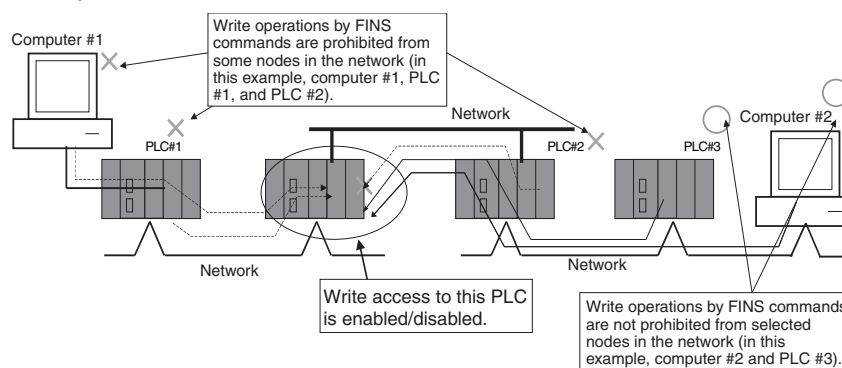 Write operations by FINS
commands are prohibited from
some nodes in the network (in
this example, computer #1, PLC
#1, and PLC #2).
Computer #1
Network
Computer #2
PLC#1
PLC#2
PLC#3
Network
Network
Write access to this PLC
is enabled/disabled.
Write operations by FINS commands
are not prohibited from selected
nodes in the network (in this
example, computer #2 and PLC #3).